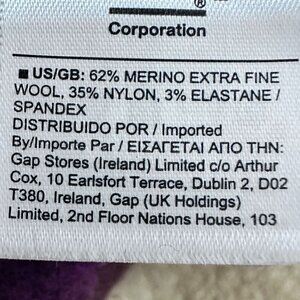 ®
Corporation
■ US/GB: 62% MERINO EXTRA FINE
WOOL, 35% NYLON, 3% ELASTANE /
SPANDEX
DISTRIBUIDO POR / Imported
By/Importe Par / ΕΙΣΑΓΕΤΑΙ ΑΠΟ ΤΗΝ:
Gap Stores (Ireland) Limited c/o Arthur
Cox, 10 Earlsfort Terrace, Dublin 2, D02
T380, Ireland, Gap (UK Holdings)
Limited, 2nd Floor Nations House, 103